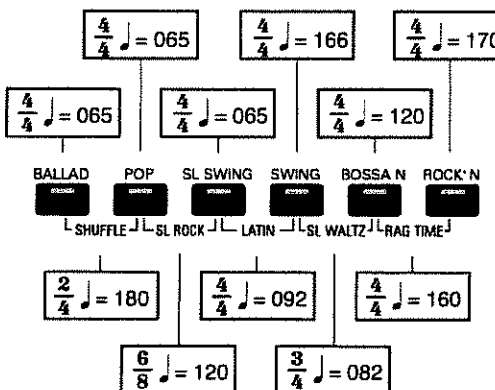 4/4 ♩ = 065 4/4 ♩ = 166 4/4 ♩ = 170
4/4 ♩ = 065 4/4 ♩ = 065 4/4 ♩ = 120
BALLAD POP SL SWING SWING BOSSA N ROCK'N
SHUFFLE SL ROCK LATIN SL WALTZ RAG TIME
2/4 ♩ = 180 4/4 ♩ = 092 4/4 ♩ = 160
6/8 ♩ = 120 3/4 ♩ = 082